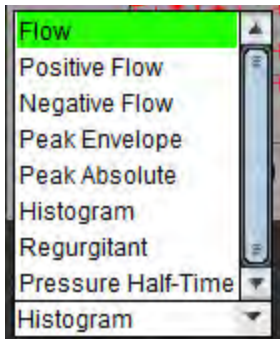 Flow
Positive Flow
Negative Flow
Peak Envelope
Peak Absolute
Histogram
Regurgitant
Pressure Half-Time
Histogram